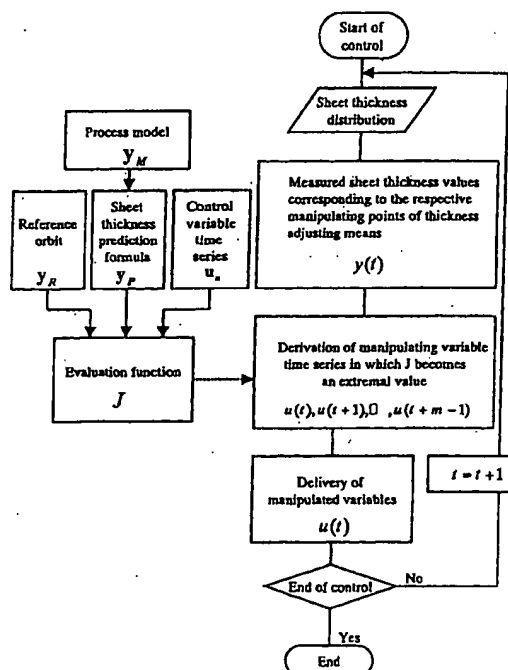 Start of
control
Sheet thickness
distribution
Process model
y_M
Reference
orbit
y_R
Sheet
thickness
prediction
formula
y_P
Control
variable
time
series
u_n
Measured sheet thickness values
corresponding to the respective
manipulating points of thickness
adjusting means
y(t)
Evaluation function
J
Derivation of manipulating variable
time series in which J becomes
an extremal value
u(t),u(t+1),▯ ,u(t+m−1)
Delivery of
manipulated variables
u(t)
t=t+1
End of control
No
Yes
End